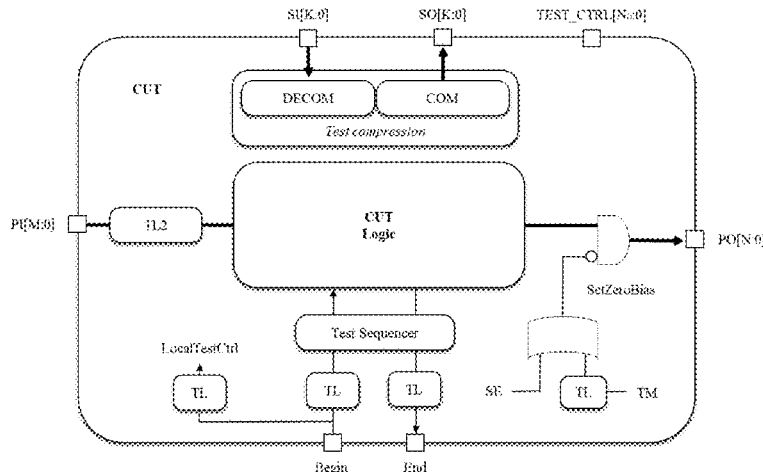 SI[K:0] SO[K:0] TEST_CTRL[Nc:0]
CUT
DECOM COM
Test compression
PI[M:0]
TL2
CUT
Logic
PO[N:0]
SetZeroBias
Test Sequencer
LocalTestCtrl
TL TL TL
SE TL TM
Begin End